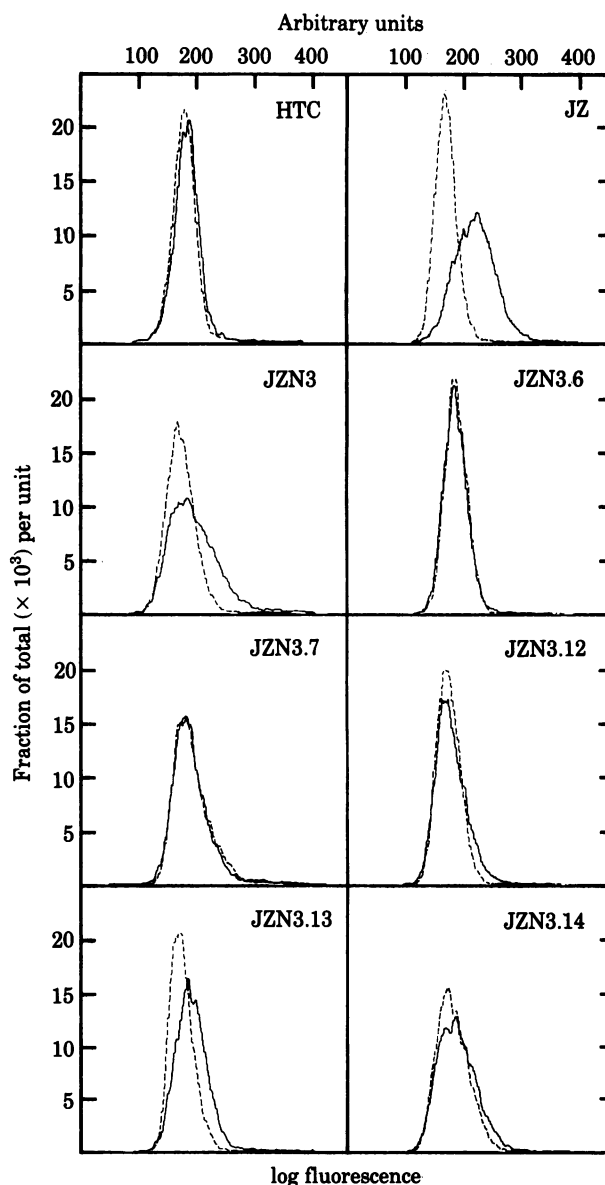 Arbitrary units
100 200 300 400 100 200 300 400
HTC
JZ
20
15
10
5
JZN3
JZN3.6
20
15
10
5
JZN3.7
JZN3.12
20
15
10
5
JZN3.13
JZN3.14
20
15
10
5
Fraction of total (× 10³) per unit
log fluorescence